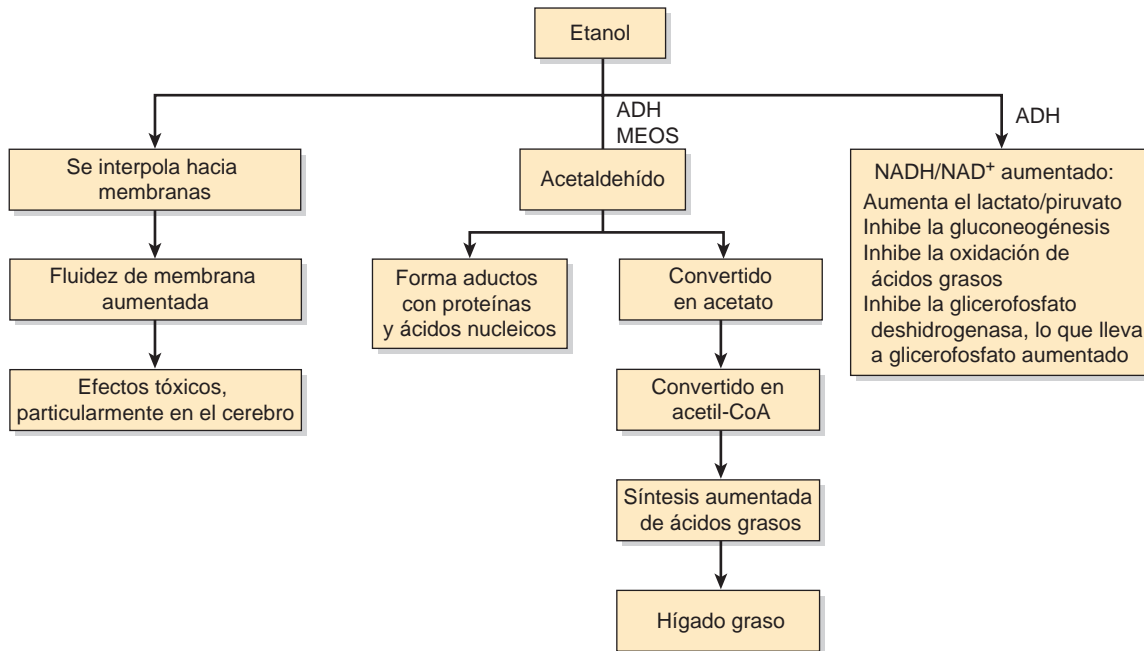 Etanol
ADH
MEOS
ADH
Se interpola hacia
membranas
Fluidez de membrana
aumentada
Efectos tóxicos,
particularmente en el cerebro
Acetaldehído
Forma aductos
con proteínas
y ácidos nucleicos
Convertido
en acetato
Convertido en
acetil-CoA
Síntesis aumentada
de ácidos grasos
Hígado graso
NADH/NAD⁺ aumentado:
Aumenta el lactato/piruvato
Inhibe la gluconeogénesis
Inhibe la oxidación de
ácidos grasos
Inhibe la glicerofosfato
deshidrogenasa, lo que lleva
a glicerofosfato aumentado